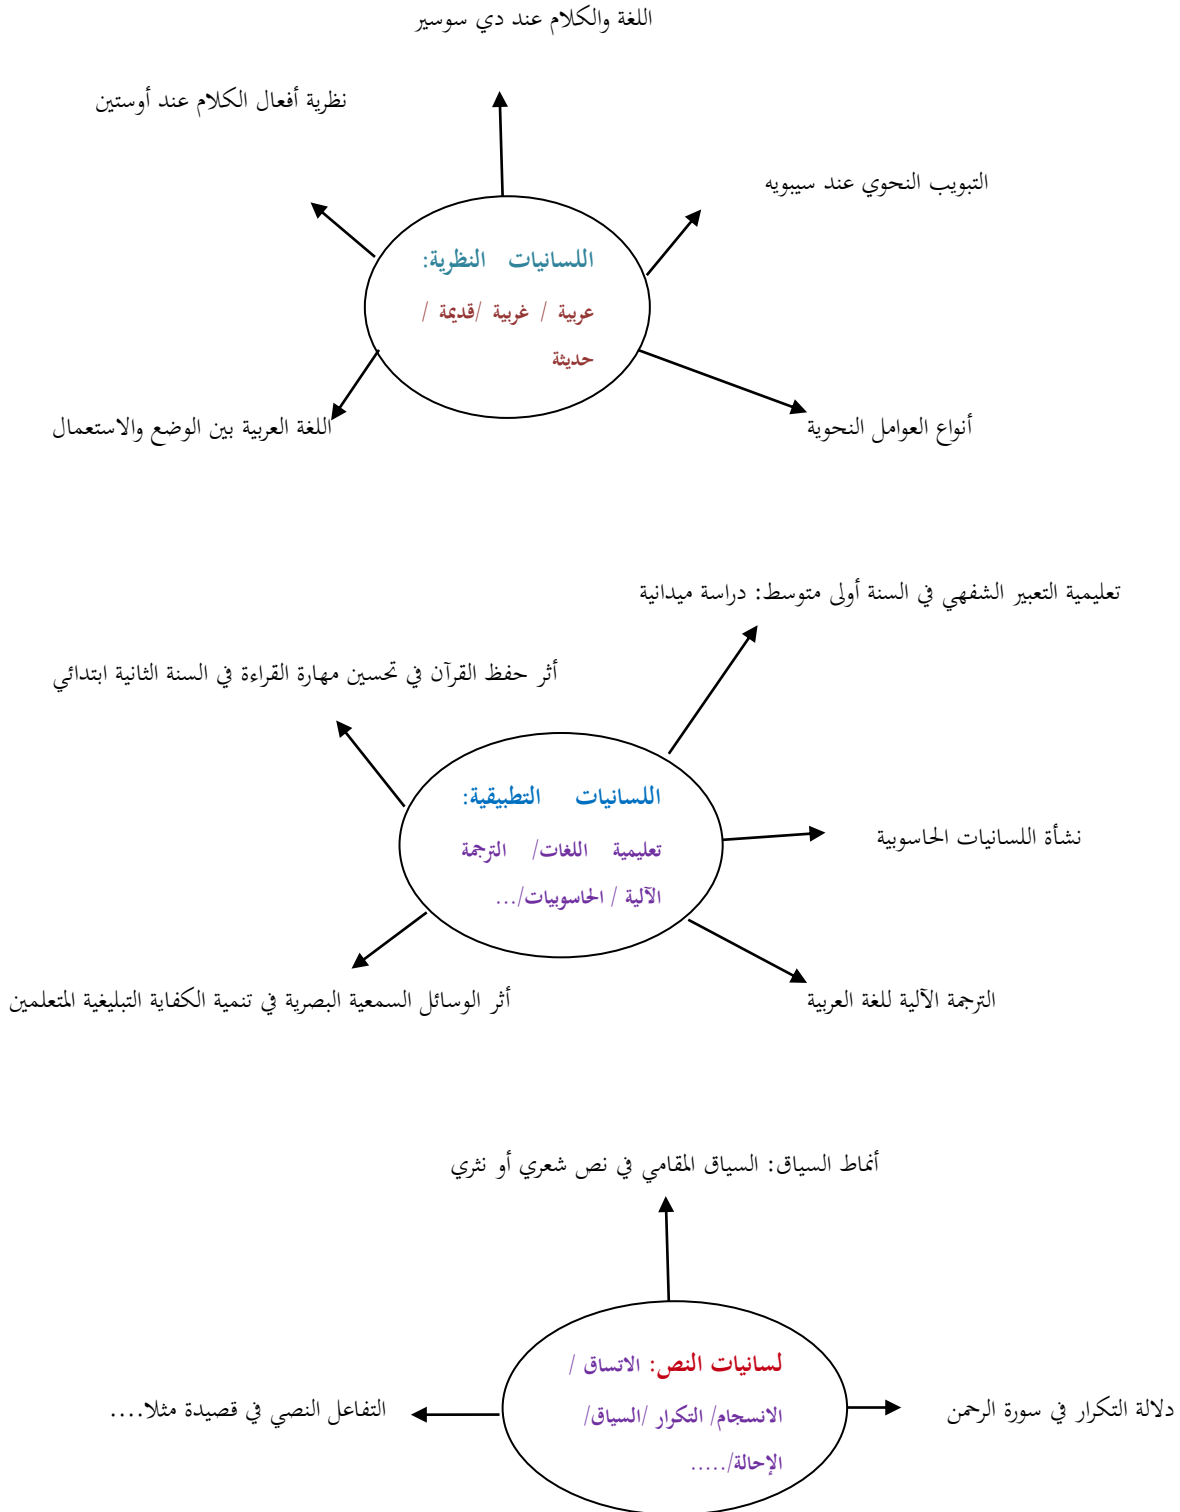 اللغة والكلام عند دي سوسير
نظرية أفعال الكلام عند أوستين
التبويب النحوي عند سيبويه
اللسانيات النظرية:
عربية / غربية /قديمة /
حديثة
أنواع العوامل النحوية
اللغة العربية بين الوضع والاستعمال
تعليمية التعبير الشفهي في السنة أولى متوسط: دراسة ميدانية
أثر حفظ القرآن في تحسين مهارة القراءة في السنة الثانية ابتدائي
اللسانيات التطبيقية:
تعليمية اللغات/ الترجمة
الآلية / الحاسوبيات/...
نشأة اللسانيات الحاسوبية
الترجمة الآلية للغة العربية
أثر الوسائل السمعية البصرية في تنمية الكفاية التبليغية المتعلمين
أنماط السياق: السياق المقامي في نص شعري أو نثري
لسانيات النص: الاتساق /
الانسجام/ التكرار /السياق/
الإحالة/.....
دلالة التكرار في سورة الرحمن
التفاعل النصي في قصيدة مثلا....